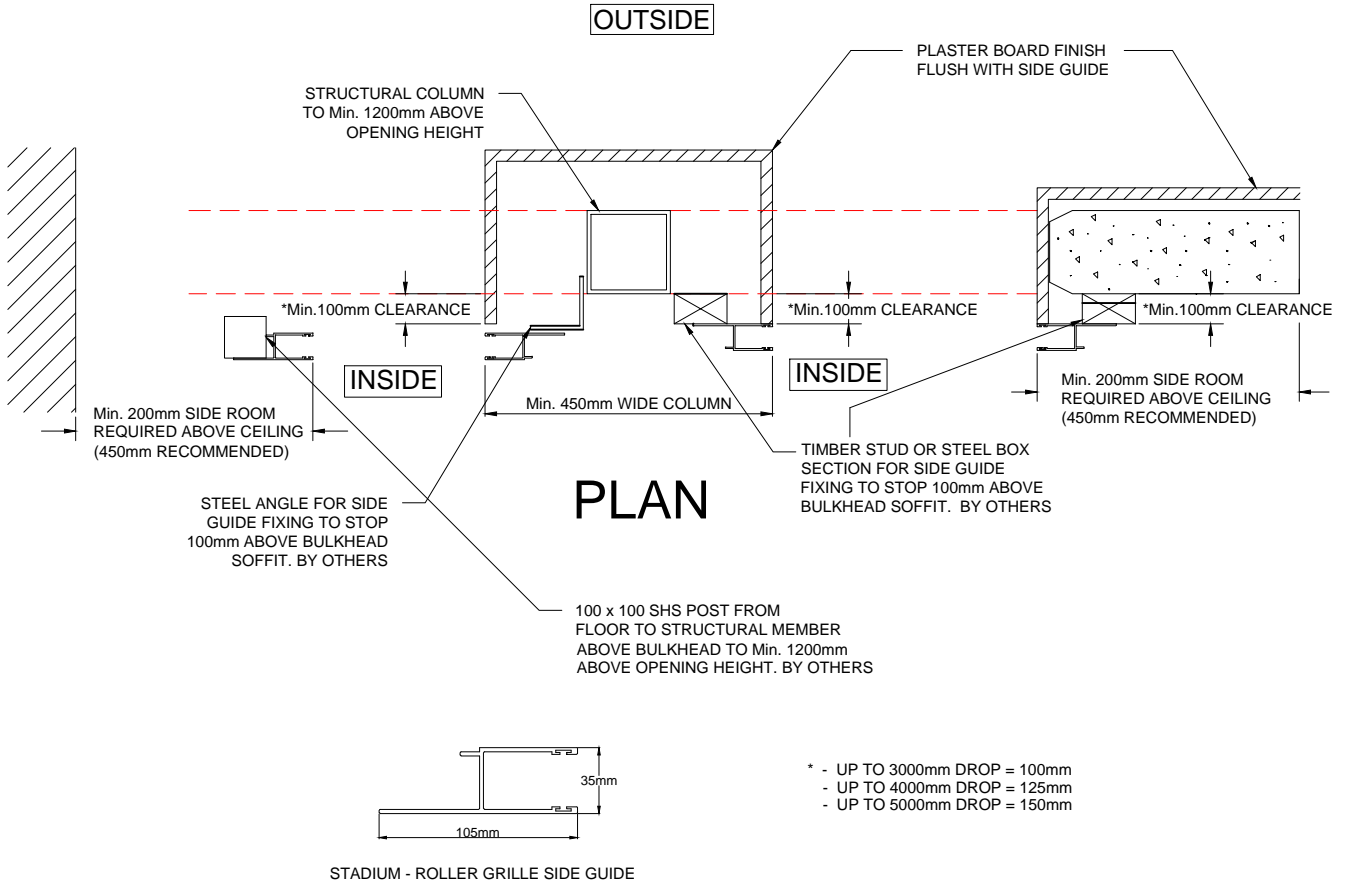 OUTSIDE
PLASTER BOARD FINISH
FLUSH WITH SIDE GUIDE
STRUCTURAL COLUMN
TO Min. 1200mm ABOVE
OPENING HEIGHT
*Min.100mm CLEARANCE
*Min.100mm CLEARANCE
*Min.100mm CLEARANCE
INSIDE
INSIDE
Min. 200mm SIDE ROOM
REQUIRED ABOVE CEILING
(450mm RECOMMENDED)
Min. 450mm WIDE COLUMN
Min. 200mm SIDE ROOM
REQUIRED ABOVE CEILING
(450mm RECOMMENDED)
TIMBER STUD OR STEEL BOX
SECTION FOR SIDE GUIDE
FIXING TO STOP 100mm ABOVE
BULKHEAD SOFFIT. BY OTHERS
PLAN
STEEL ANGLE FOR SIDE
GUIDE FIXING TO STOP
100mm ABOVE BULKHEAD
SOFFIT. BY OTHERS
100 x 100 SHS POST FROM
FLOOR TO STRUCTURAL MEMBER
ABOVE BULKHEAD TO Min. 1200mm
ABOVE OPENING HEIGHT. BY OTHERS
35mm
105mm
* - UP TO 3000mm DROP = 100mm
- UP TO 4000mm DROP = 125mm
- UP TO 5000mm DROP = 150mm
STADIUM - ROLLER GRILLE SIDE GUIDE